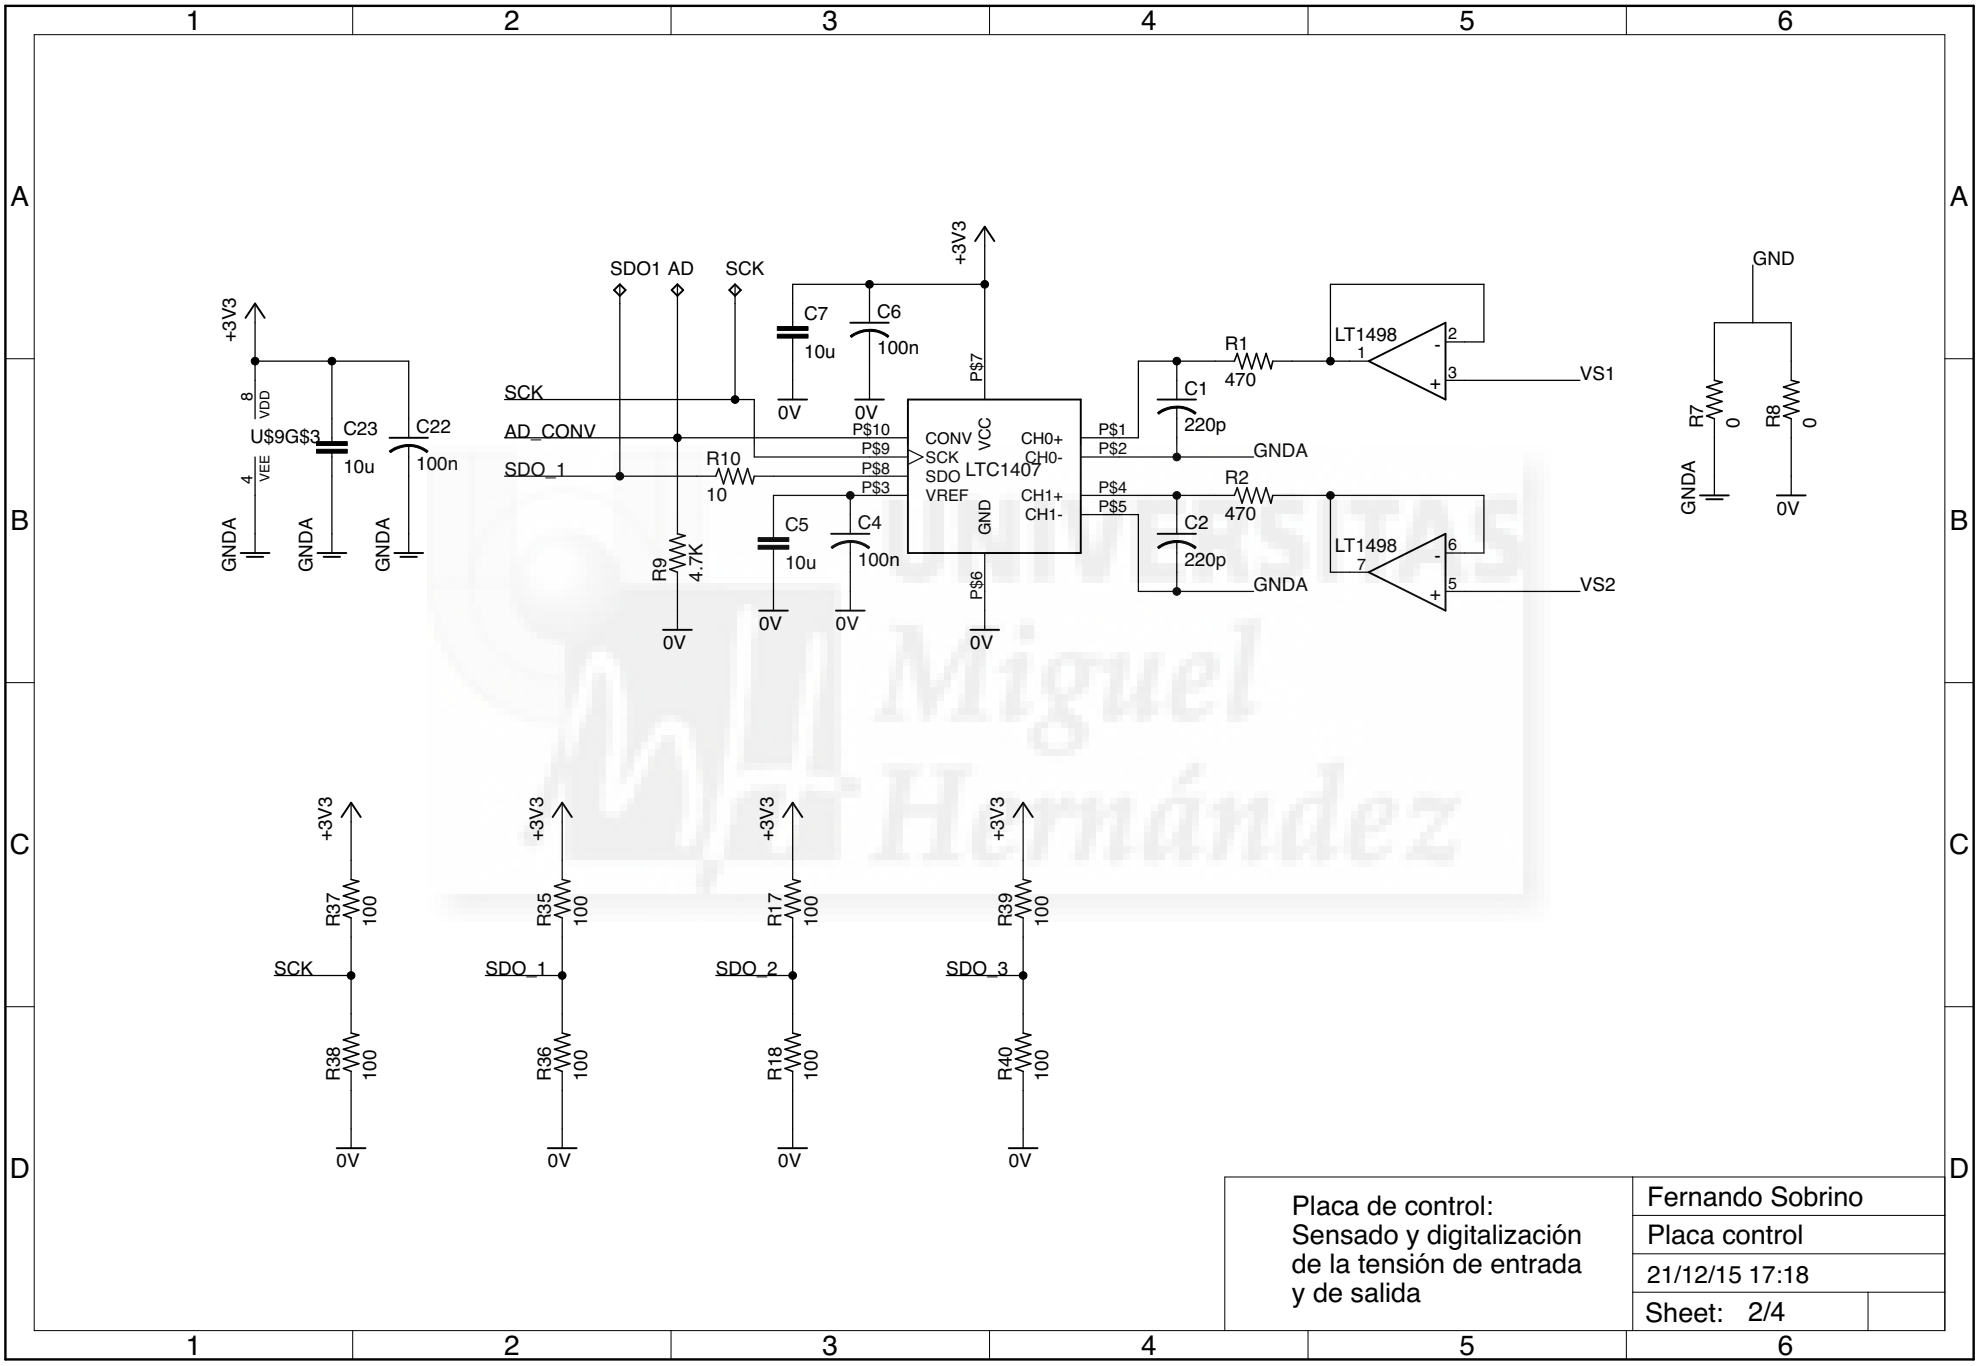 1 2 3 4 5 6
A A
+3V3
SDO1 AD SCK
GND
+3V3
C7
10u
C6
100n
P$7
LT1498
1
2
-
3
+
VS1
R1
470
C1
220p
R7
0
R8
0
8
VDD
U$9G$3
4
VEE
C23
10u
C22
100n
SCK
AD_CONV
SDO_1
0V
0V
P$10
P$9
P$8
P$3
R10
10
CONV
SCK
SDO
VREF
VCC
LTC1407
GND
CH0+
CH0-
CH1+
CH1-
P$1
P$2
P$4
P$5
GNDA
R2
470
GNDA
0V
B B
GNDA
GNDA
GNDA
R9
4.7K
C5
10u
C4
100n
P$6
C2
220p
LT1498
7
6
-
5
+
VS2
GNDA
0V
0V
0V
0V
UNIVERSITAS
Miguel
Hernández
C C
+3V3 +3V3 +3V3 +3V3
R37
100
R35
100
R17
100
R39
100
SCK SDO_1 SDO_2 SDO_3
R38
100
R36
100
R18
100
R40
100
0V 0V 0V 0V
D D
Placa de control:
Sensado y digitalización
de la tensión de entrada
y de salida
Fernando Sobrino
Placa control
21/12/15 17:18
Sheet: 2/4
1 2 3 4 5 6